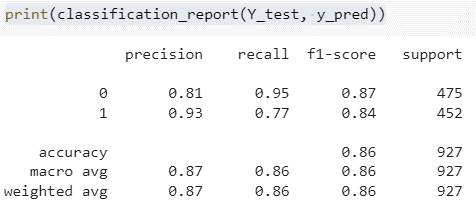 print(classification_report(Y_test, y_pred))
precision recall f1-score support
0 0.81 0.95 0.87 475
1 0.93 0.77 0.84 452
accuracy 0.86 927
macro avg 0.87 0.86 0.86 927
weighted avg 0.87 0.86 0.86 927